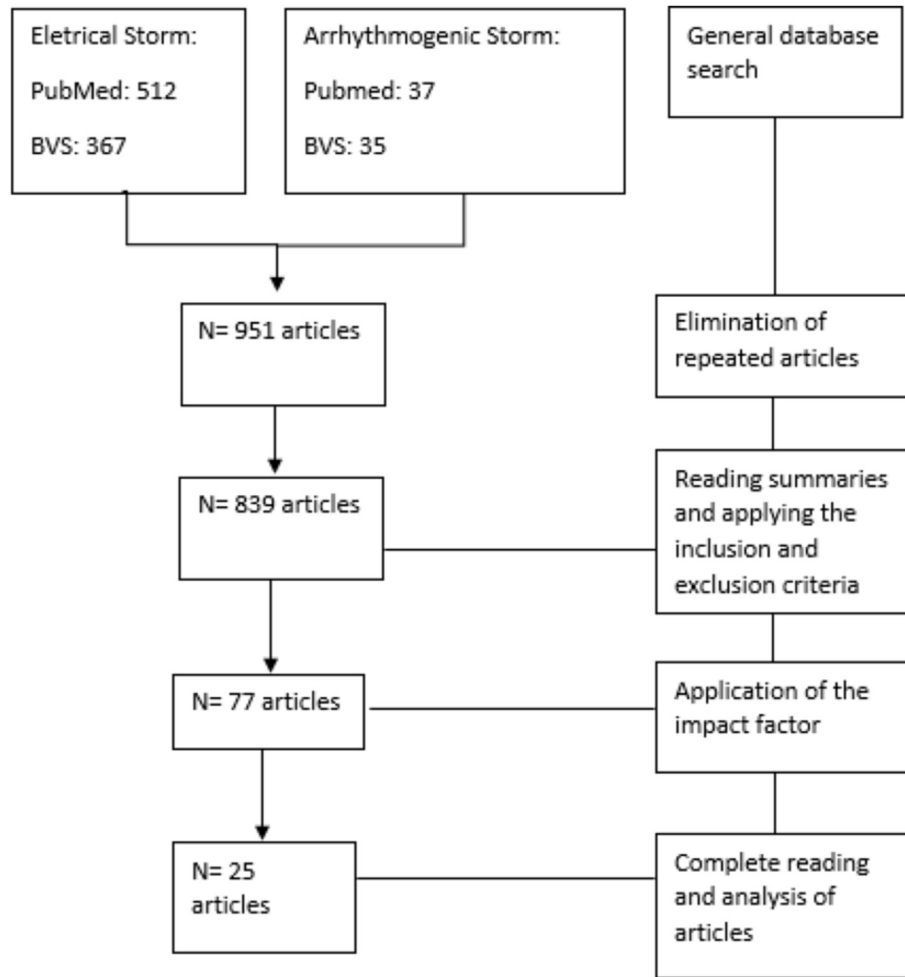 Eletrical Storm:
PubMed: 512
BVS: 367
Arrhythmogenic Storm:
Pubmed: 37
BVS: 35
General database
search
N= 951 articles
Elimination of
repeated articles
N= 839 articles
Reading summaries
and applying the
inclusion and
exclusion criteria
N= 77 articles
Application of the
impact factor
N= 25
articles
Complete reading
and analysis of
articles